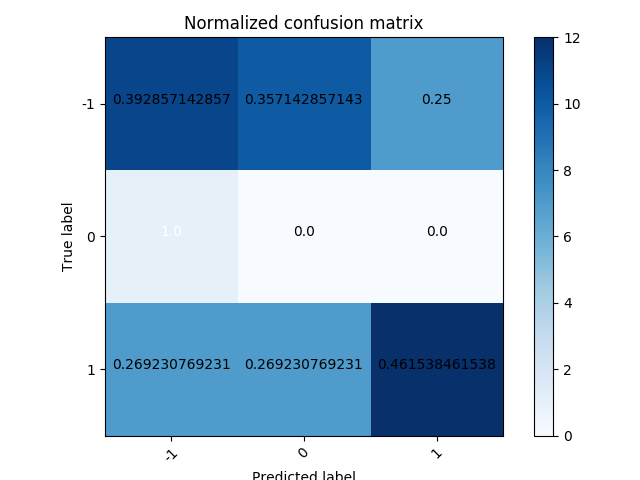 Normalized confusion matrix
12
-1
0.392857142857 0.357142857143 0.25
10
8
True label
0
1.0 0.0 0.0
6
4
1
0.269230769231 0.269230769231 0.461538461538
2
0
-1 0 1
Predicted label